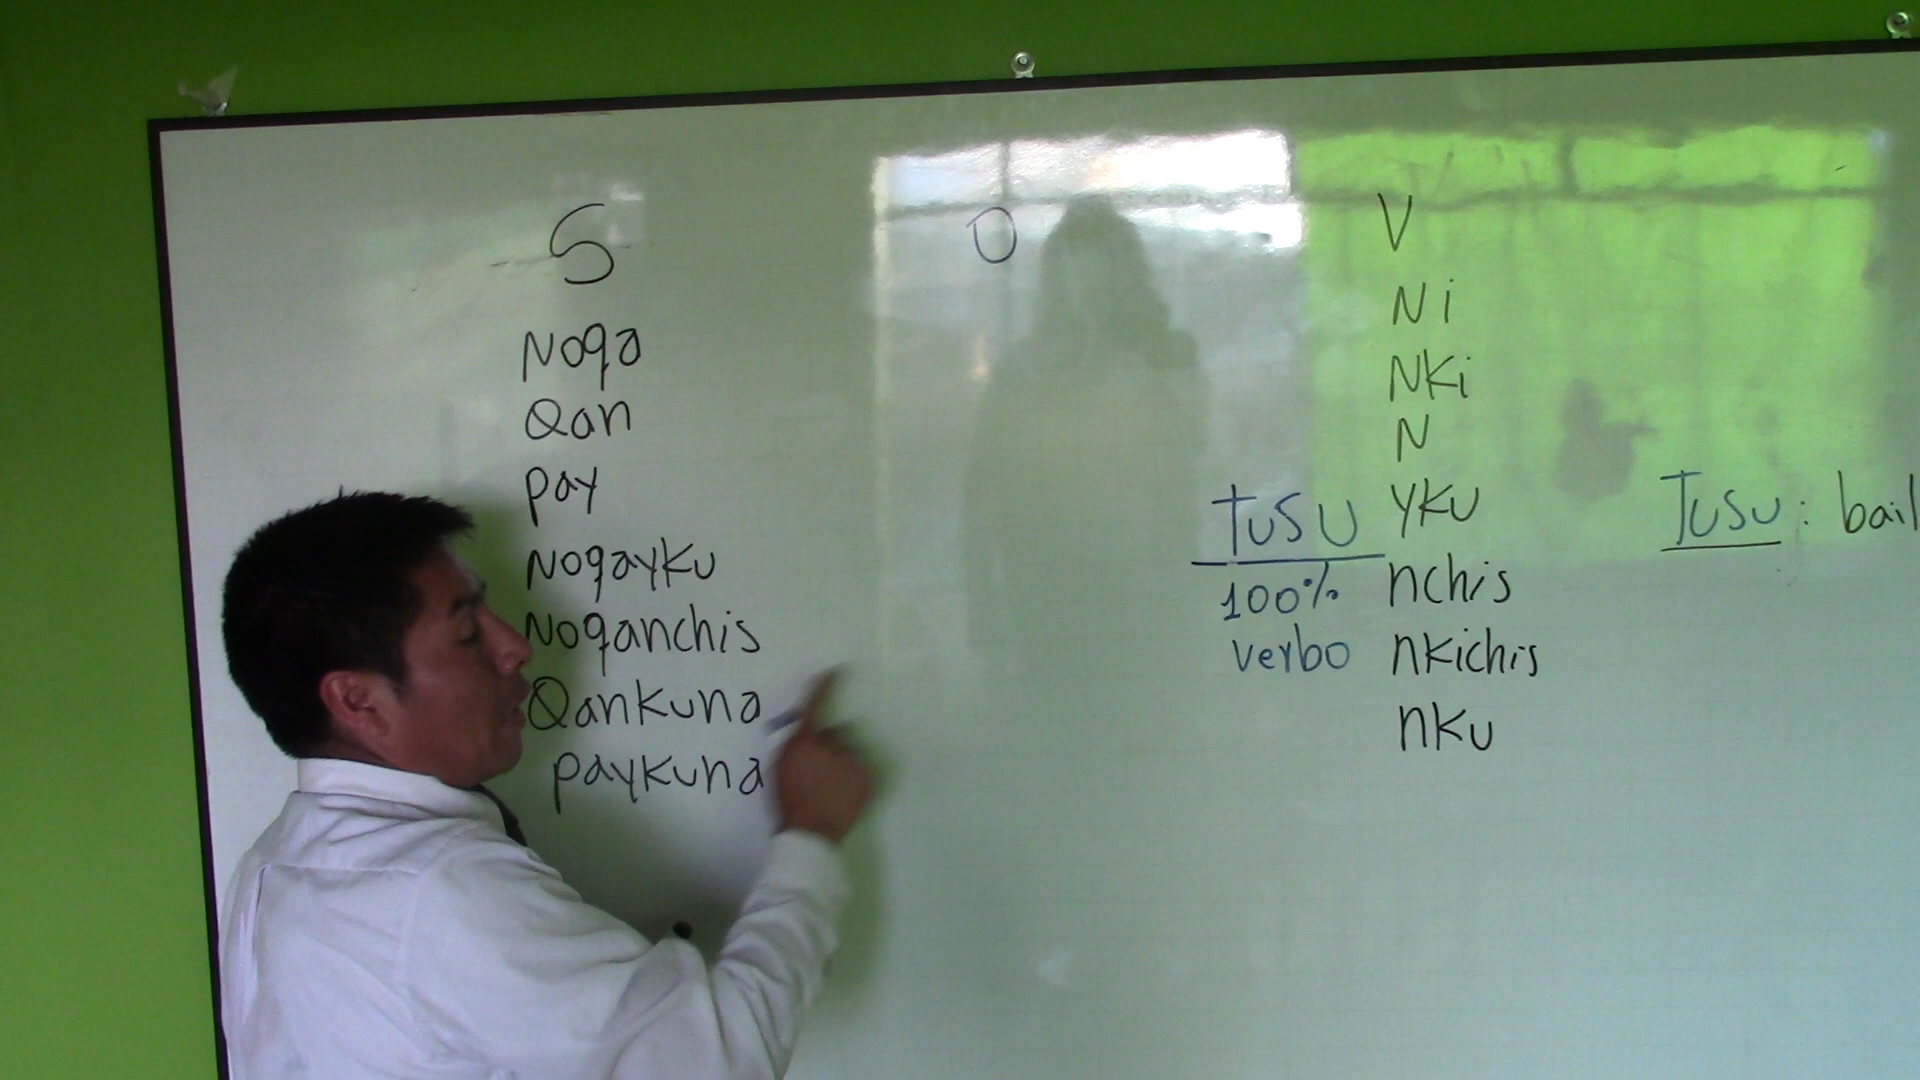 S O V
Noqa Ni
Qan NKi
pay N
Noqayku TUSU YKU TUSU: bail
Noqanchis 100% nchis
Qankuna verbo nkichis
paykuna nku